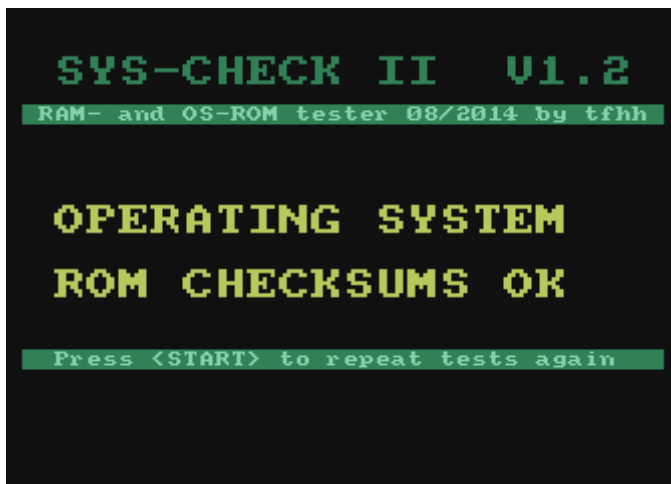 SYS-CHECK II V1.2
RAM- and OS-ROM tester 08/2014 by tfhh
OPERATING SYSTEM
ROM CHECKSUMS OK
Press <START> to repeat tests again